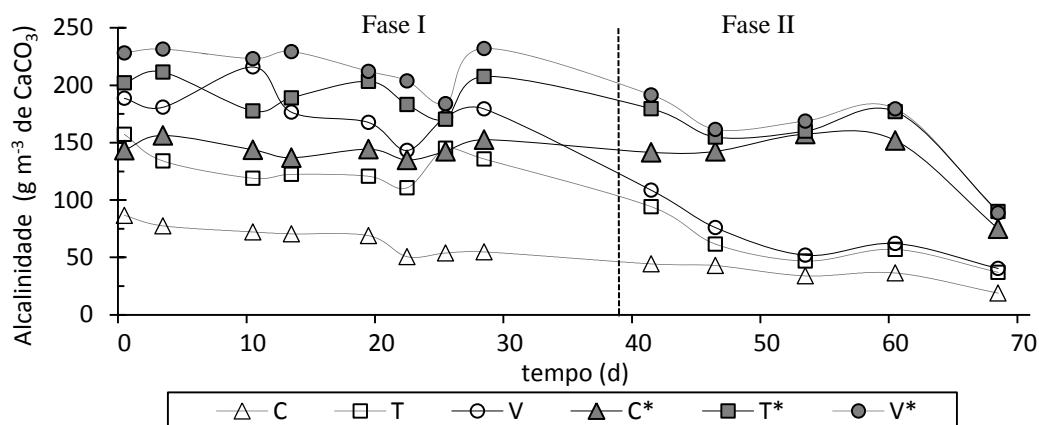 Fase I Fase II
Alcalinidade (g m⁻³ de CaCO₃)
250
200
150
100
50
0
0 10 20 30 40 50 60 70
tempo (d)
C T V C* T* V*